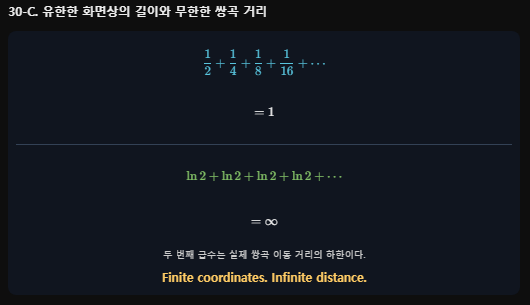 30-C. 유한한 화면상의 길이와 무한한 쌍곡 거리
1/2 + 1/4 + 1/8 + 1/16 + ⋯
= 1
ln 2 + ln 2 + ln 2 + ln 2 + ⋯
= ∞
두 번째 급수는 실제 쌍곡 이동 거리의 하한이다.
Finite coordinates. Infinite distance.